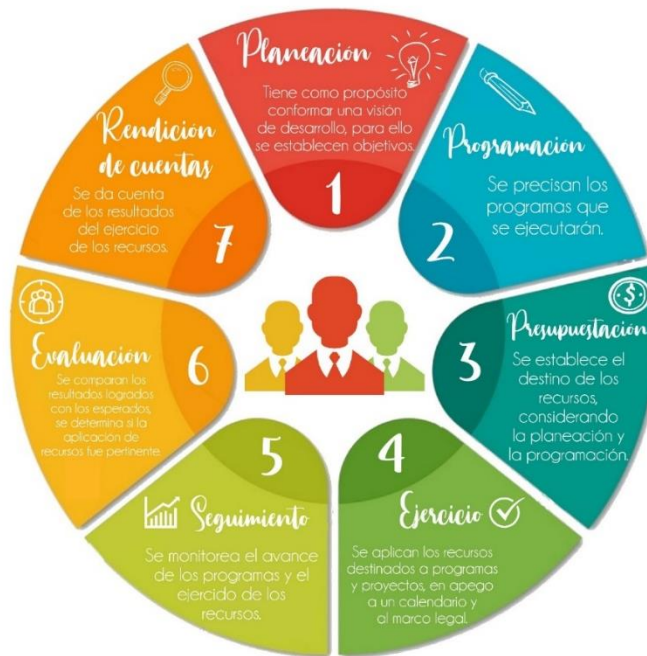 Planeación
Tiene como propósito
conformar una visión
de desarrollo, para ello
se establecen objetivos.
1
Programación
Se precisan los
programas que
se ejecutarán.
2
Presupuestación
Se establece el
destino de los
recursos,
considerando
la planeación y
la programación.
3
4
Ejercicio
Se aplican los recursos
destinados a programas
y proyectos, en apego
a un calendario y
al marco legal.
5
Seguimiento
Se monitorea el avance
de los programas y el
ejercido de los
recursos.
6
Evaluación
Se comparan los
resultados logrados
con los esperados,
se determina si la
aplicación de
recursos fue pertinente.
Rendición
de cuentas
Se da cuenta
de los resultados
del ejercicio
de los recursos.
7